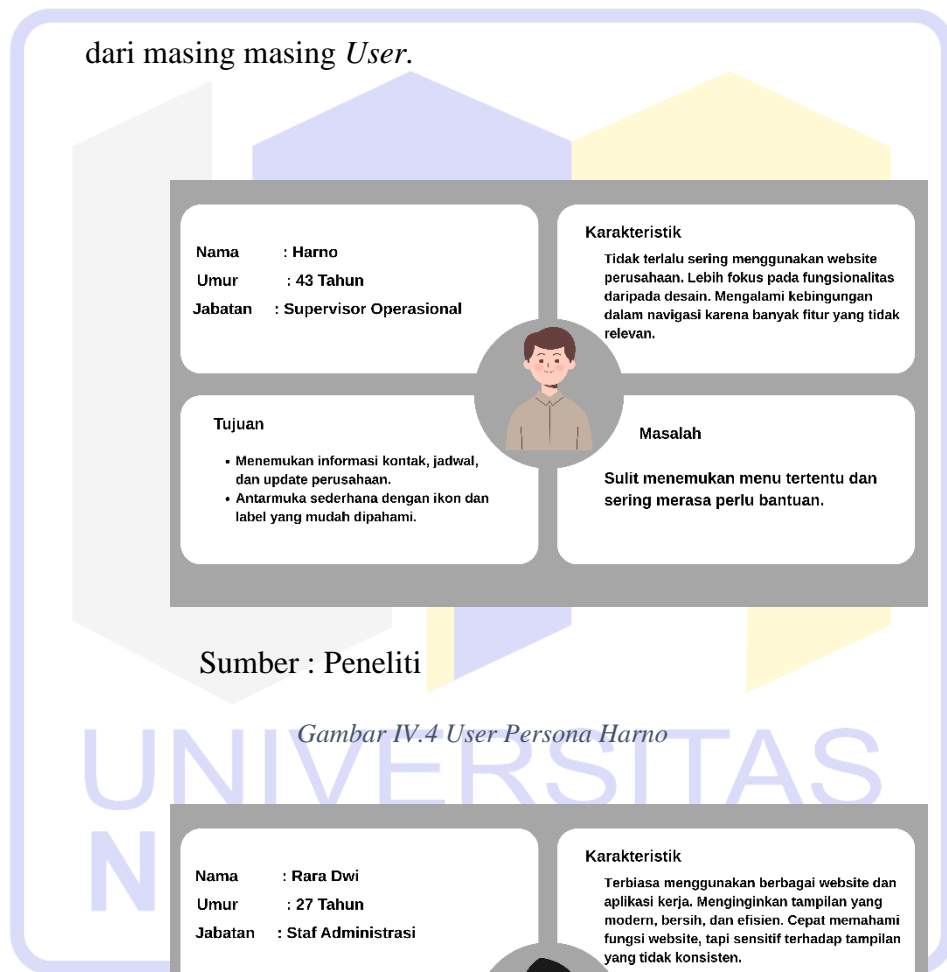 dari masing masing User.
Nama : Harno
Umur : 43 Tahun
Jabatan : Supervisor Operasional
Karakteristik
Tidak terlalu sering menggunakan website
perusahaan. Lebih fokus pada fungsionalitas
daripada desain. Mengalami kebingungan
dalam navigasi karena banyak fitur yang tidak
relevan.
Tujuan
• Menemukan informasi kontak, jadwal,
dan update perusahaan.
• Antarmuka sederhana dengan ikon dan
label yang mudah dipahami.
Masalah
Sulit menemukan menu tertentu dan
sering merasa perlu bantuan.
Sumber : Peneliti
Gambar IV.4 User Persona Harno
UNIVERSITAS
N
Nama : Rara Dwi
Umur : 27 Tahun
Jabatan : Staf Administrasi
Karakteristik
Terbiasa menggunakan berbagai website dan
aplikasi kerja. Menginginkan tampilan yang
modern, bersih, dan efisien. Cepat memahami
fungsi website, tapi sensitif terhadap tampilan
yang tidak konsisten.